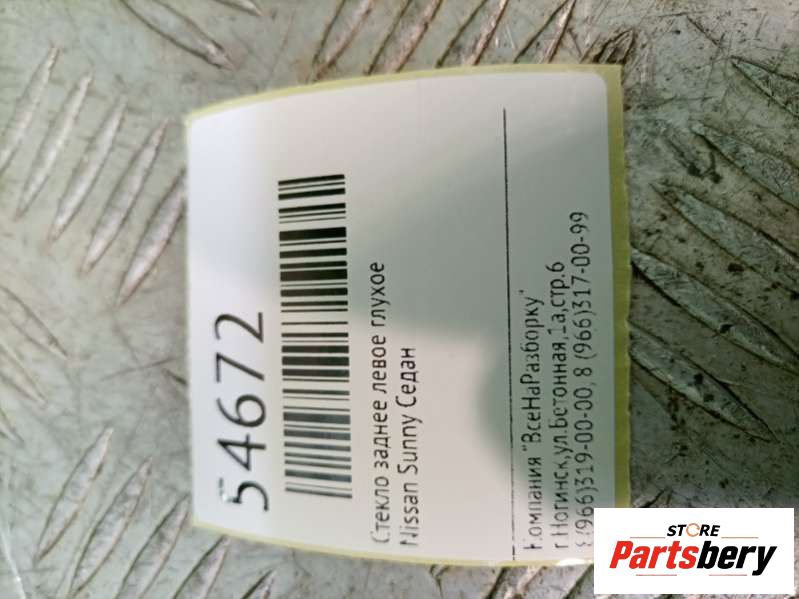 54672
Стекло заднее левое глухое
Nissan Sunny Седан
Компания "ВсеНаРазборку"
г.Ногинск,ул.Бетонная,1а,стр.6
8(966)319-00-00, 8 (966)317-00-99
STORE
Partsbery